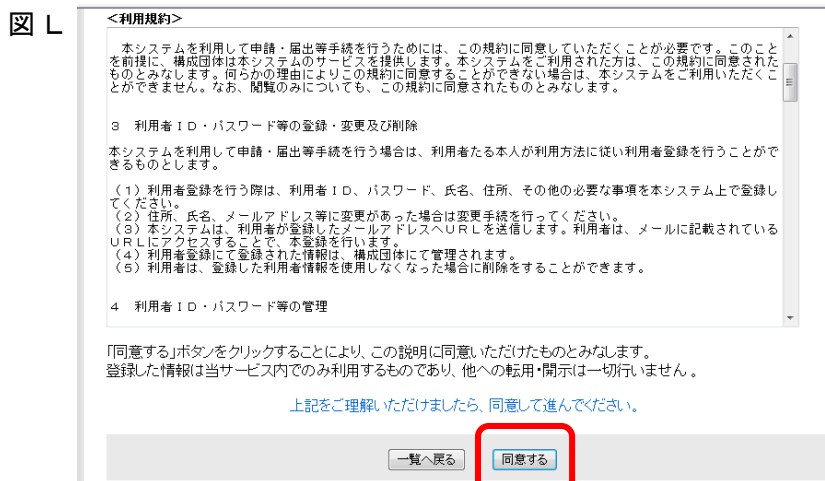 図 L
<利用規約>
本システムを利用して申請・届出等手続を行うためには、この規約に同意していただくことが必要です。このこと
を前提に、構成団体は本システムのサービスを提供します。本システムをご利用された方は、この規約に同意された
ものとみなします。何らかの理由によりこの規約に同意することができない場合は、本システムをご利用いただくこ
とができません。なお、閲覧のみについても、この規約に同意されたものとみなします。
3 利用者ID・パスワード等の登録・変更及び削除
本システムを利用して申請・届出等手続を行う場合は、利用者たる本人が利用方法に従い利用者登録を行うことがで
きるものとします。
(1)利用者登録を行う際は、利用者ID、パスワード、氏名、住所、その他の必要な事項を本システム上で登録し
てください。
(2)住所、氏名、メールアドレス等に変更があった場合は変更手続を行ってください。
(3)本システムは、利用者が登録したメールアドレスへURLを送信します。利用者は、メールに記載されている
URLにアクセスすることで、本登録を行います。
(4)利用者登録にて登録された情報は、構成団体にて管理されます。
(5)利用者は、登録した利用者情報を使用しなくなった場合に削除をすることができます。
4 利用者ID・パスワード等の管理
「同意する」ボタンをクリックすることにより、この説明に同意いただけたものとみなします。
登録した情報は当サービス内でのみ利用するものであり、他への転用・開示は一切行いません。
上記をご理解いただけましたら、同意して進んでください。
一覧へ戻る 同意する